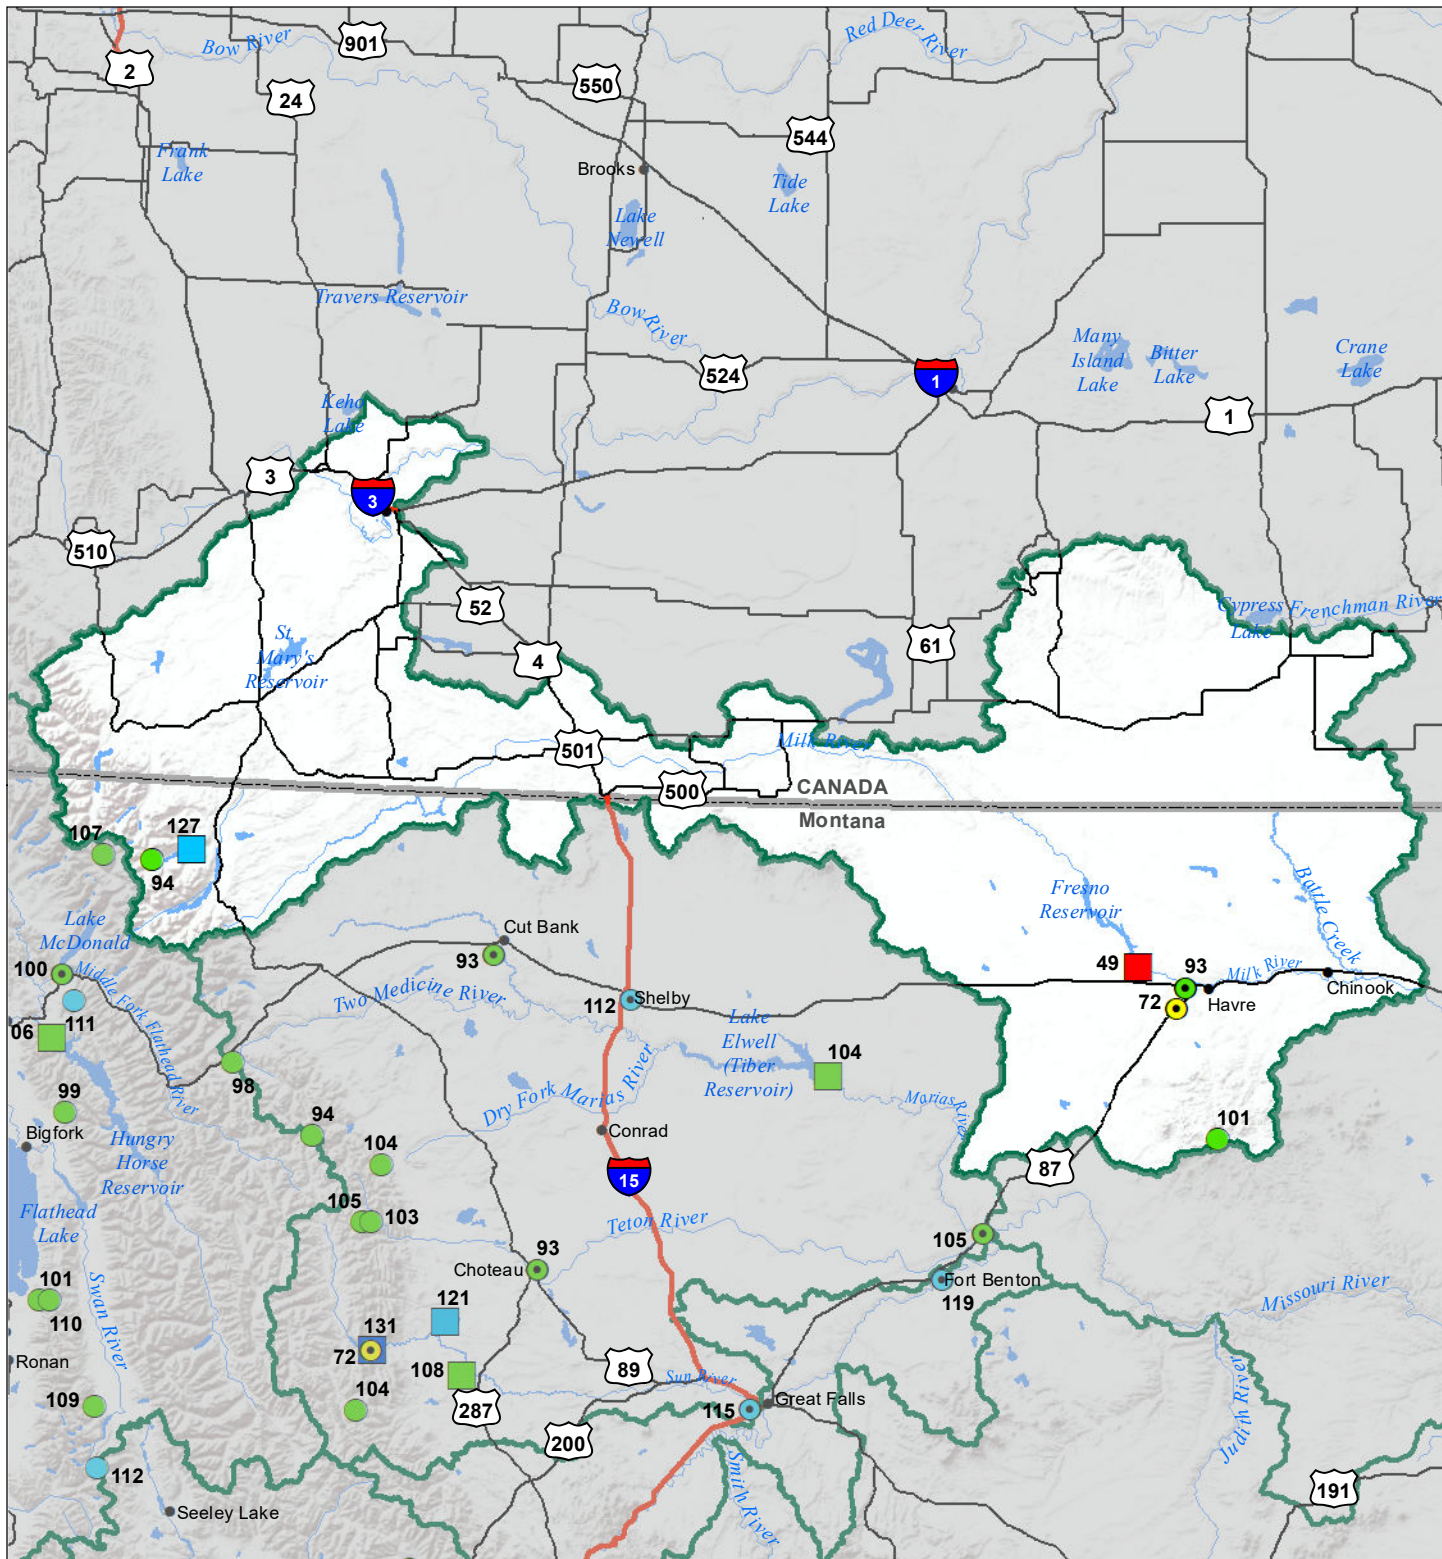 Bow River
901
Red Deer River
2
24
550
544
Frank
Lake
Brooks
Tide
Lake
Lake
Newell
Travers Reservoir
Bow River
524
1
Many
Island
Lake
Bitter
Lake
Crane
Lake
Keho
Lake
1
3
3
510
52
Cypress
Lake
Frenchman River
St.
Mary's
Reservoir
4
61
501
Milk River
500
CANADA
Montana
107
127
94
Fresno
Reservoir
Battle Creek
Lake
McDonald
Cut Bank
93
100
Middle Fork Flathead River
49
93
Milk River
Chinook
Havre
72
111
Two Medicine River
112
Shelby
06
Lake
Elwell
(Tiber
Reservoir)
104
98
99
Dry Fork Marias River
Marias River
Bigfork
94
Conrad
101
Hungry
Horse
Reservoir
104
87
15
Flathead
Lake
105
103
Teton River
105
93
Choteau
Fort Benton
119
Missouri River
101
110
Swan River
121
131
72
Ronan
89
108
Sun River
104
287
Great Falls
115
109
Judith River
200
112
Smith River
191
Seeley Lake